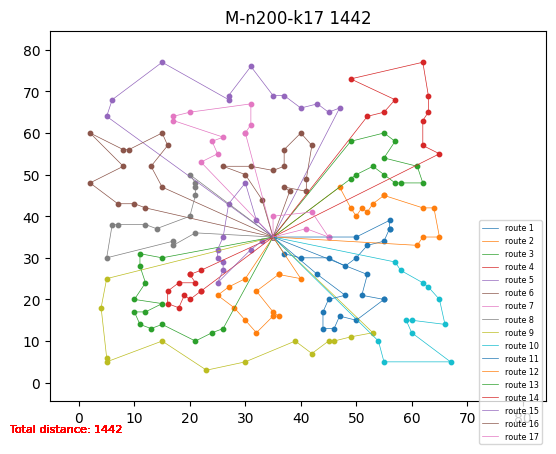 M-n200-k17 1442
80
70
60
50
40
30
20
10
0
route 1
route 2
route 3
route 4
route 5
route 6
route 7
route 8
route 9
route 10
route 11
route 12
route 13
route 14
route 15
route 16
route 17
0 10 20 30 40 50 60 70 80
Total distance: 1442